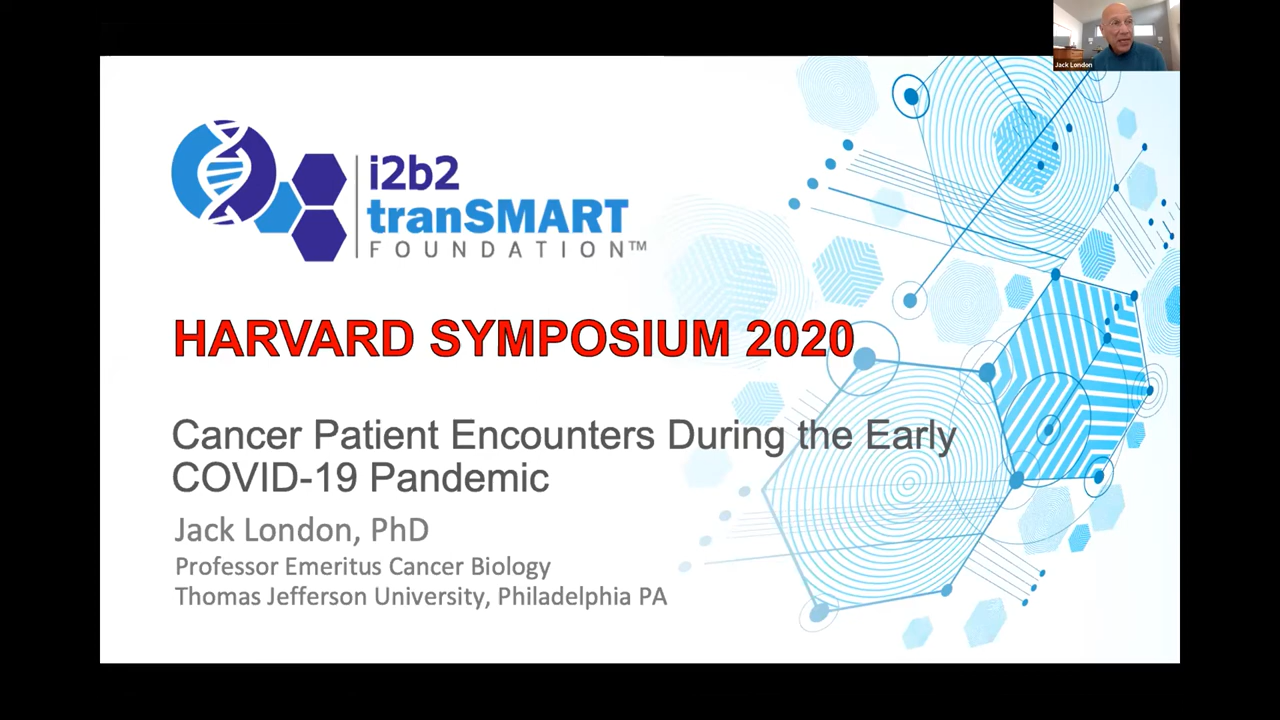 Jack London
i2b2
tranSMART
FOUNDATION™
HARVARD SYMPOSIUM 2020
Cancer Patient Encounters During the Early
COVID-19 Pandemic
Jack London, PhD
Professor Emeritus Cancer Biology
Thomas Jefferson University, Philadelphia PA